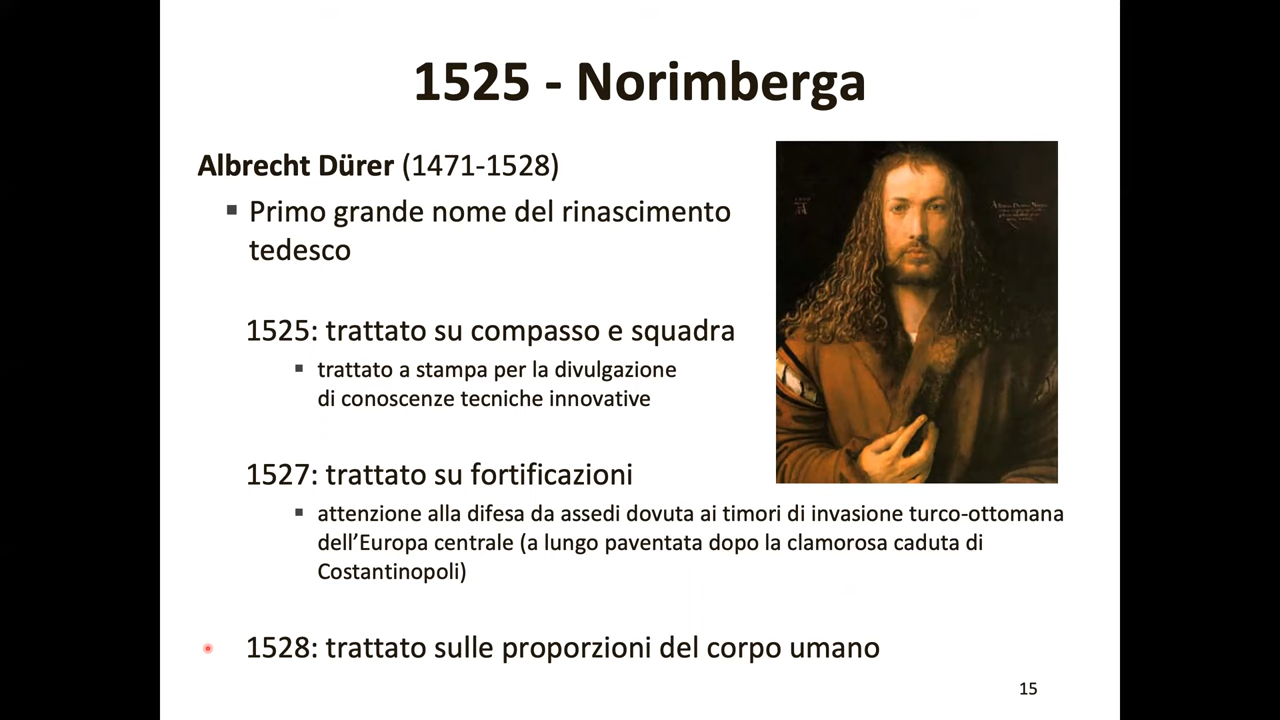 1525 - Norimberga
Albrecht Dürer (1471-1528)
▪ Primo grande nome del rinascimento
tedesco
1525: trattato su compasso e squadra
▪ trattato a stampa per la divulgazione
di conoscenze tecniche innovative
1527: trattato su fortificazioni
▪ attenzione alla difesa da assedi dovuta ai timori di invasione turco-ottomana
dell'Europa centrale (a lungo paventata dopo la clamorosa caduta di
Costantinopoli)
1528: trattato sulle proporzioni del corpo umano
15